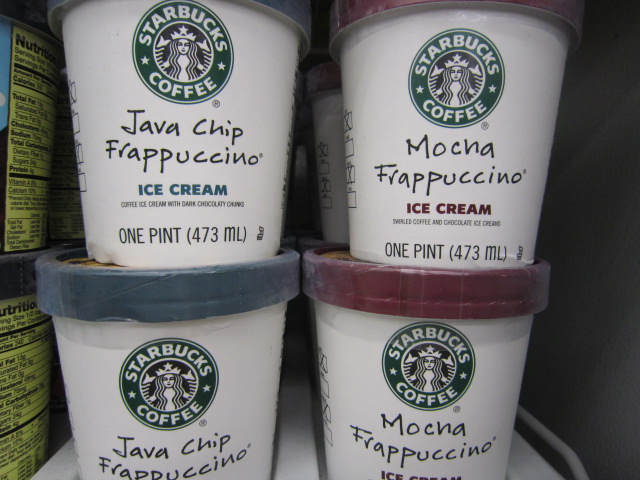 STARBUCKS
COFFEE
Java Chip
Frappuccino®
ICE CREAM
COFFEE ICE CREAM WITH DARK CHOCOLATY CHUNKS
ONE PINT (473 mL)
STARBUCKS
COFFEE
Mocha
Frappuccino®
ICE CREAM
SWIRLED COFFEE AND CHOCOLATE ICE CREAMS
ONE PINT (473 mL)
STARBUCKS
COFFEE
Java Chip
Frappuccino®
STARBUCKS
COFFEE
Mocha
Frappuccino®
ICE CREAM